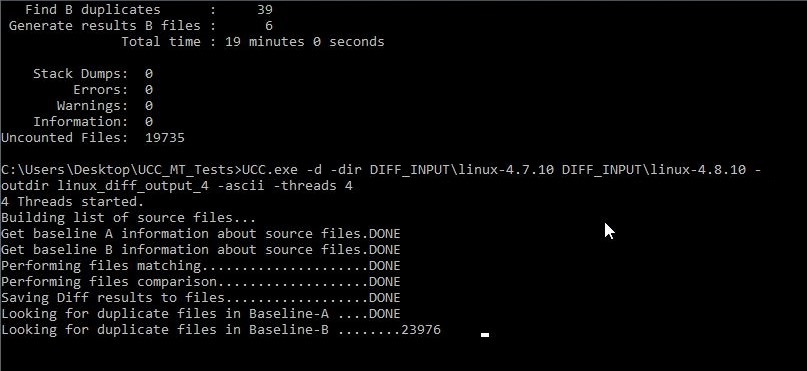 Find B duplicates : 39
Generate results B files : 6
Total time : 19 minutes 0 seconds
Stack Dumps: 0
Errors: 0
Warnings: 0
Information: 0
Uncounted Files: 19735
C:\Users\Desktop\UCC_MT_Tests>UCC.exe -d -dir DIFF_INPUT\linux-4.7.10 DIFF_INPUT\linux-4.8.10 -
outdir linux_diff_output_4 -ascii -threads 4
4 Threads started.
Building list of source files...
Get baseline A information about source files.DONE
Get baseline B information about source files.DONE
Performing files matching.....................DONE
Performing files comparison...................DONE
Saving Diff results to files..................DONE
Looking for duplicate files in Baseline-A ....DONE
Looking for duplicate files in Baseline-B ........23976